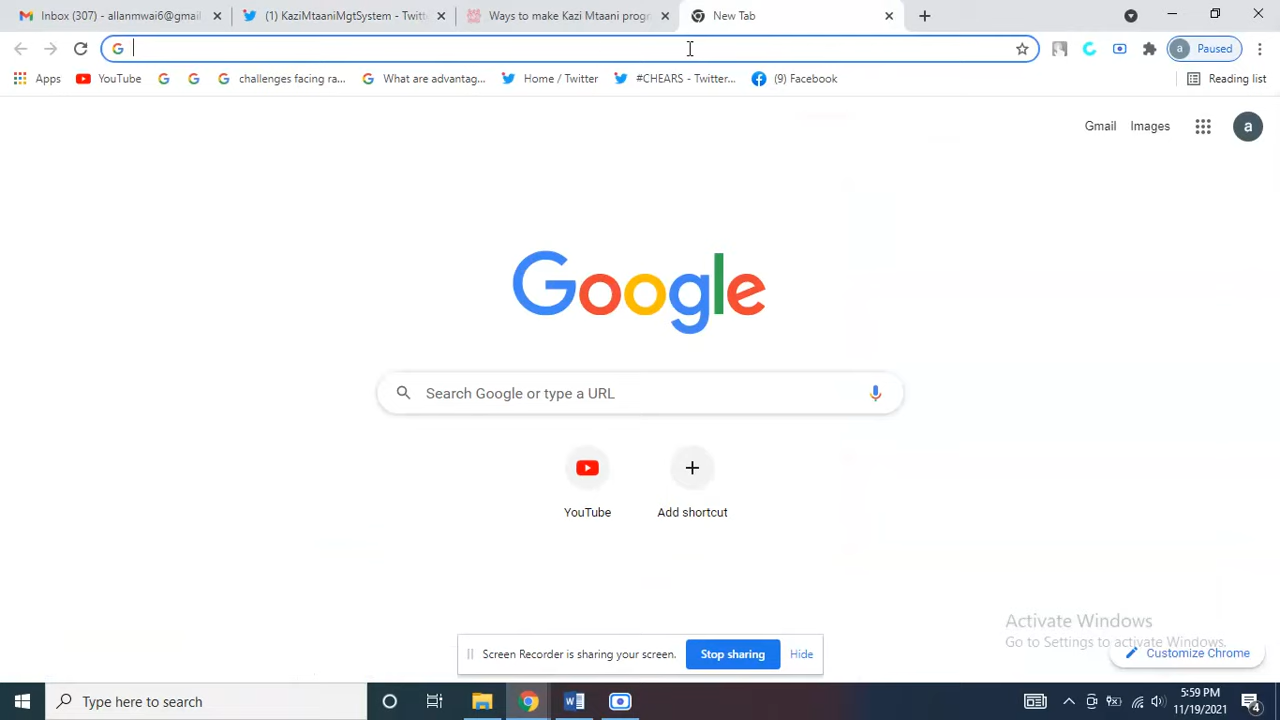 Inbox (307) - allanmwai6@gmail
(1) KaziMtaaniMgtSystem - Twitt
Ways to make Kazi Mtaani progr
New Tab
a Paused
Apps
YouTube
challenges facing ra...
What are advantag...
Home / Twitter
#CHEARS - Twitter...
(9) Facebook
Reading list
Gmail
Images
a
Google
Search Google or type a URL
YouTube
Add shortcut
Activate Windows
Go to Settings to activate Windows.
Customize Chrome
Screen Recorder is sharing your screen.
Stop sharing
Hide
Type here to search
5:59 PM
11/19/2021
4